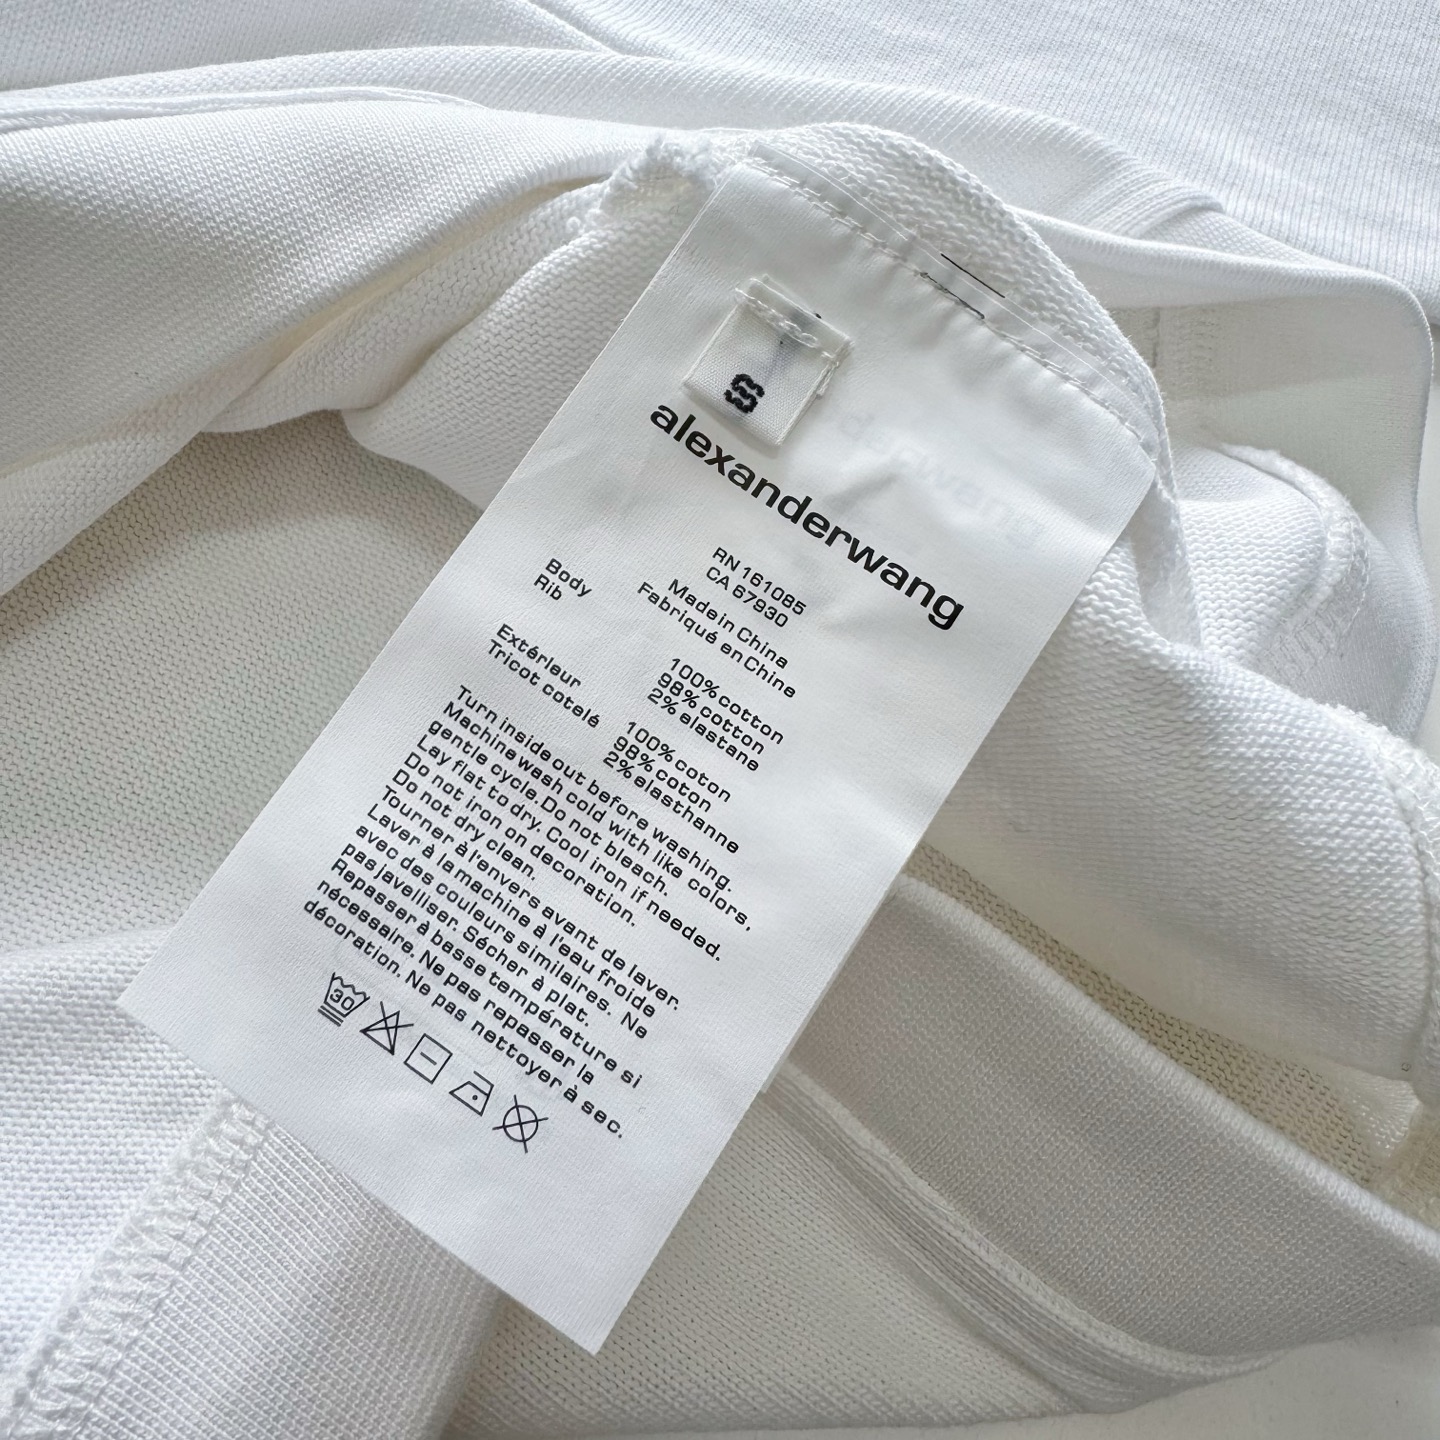 S
alexanderwang
RN 161085
CA 67930
Made in China
Fabriqué en Chine
Body 100% cotton
Rib 98% cotton
2% elastane
Extérieur 100% coton
Tricot cotelé 98% coton
2% elasthanne
Turn inside out before washing.
Machine wash cold with like colors,
gentle cycle. Do not bleach.
Lay flat to dry. Cool iron if needed.
Do not iron on decoration.
Do not dry clean.
Tourner à l'envers avant de laver.
Laver à la machine à l'eau froide
avec des couleurs similaires. Ne
pas javelliser. Sécher à plat.
Repasser à basse température si
nécessaire. Ne pas repasser la
décoration. Ne pas nettoyer à sec.
30